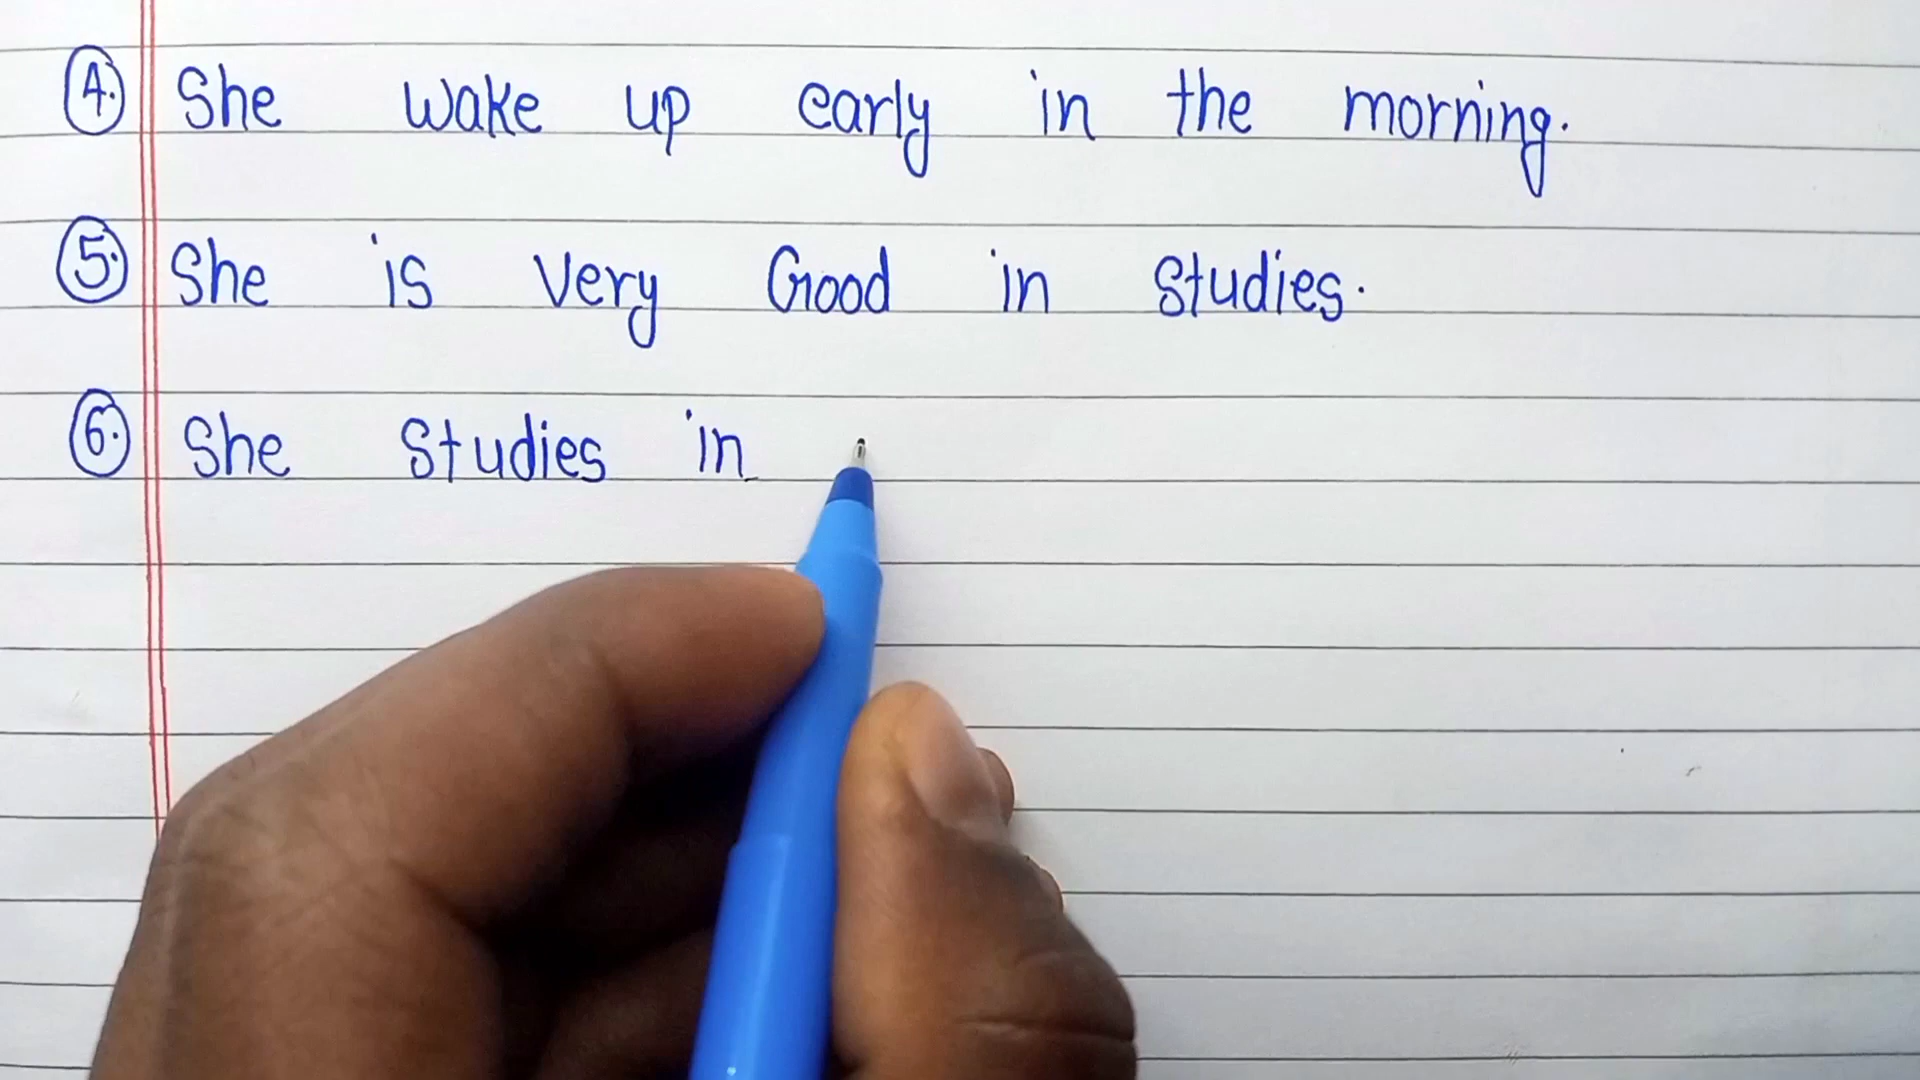 4. She wake up early in the morning.
5. She is very Good in studies.
6. She studies in